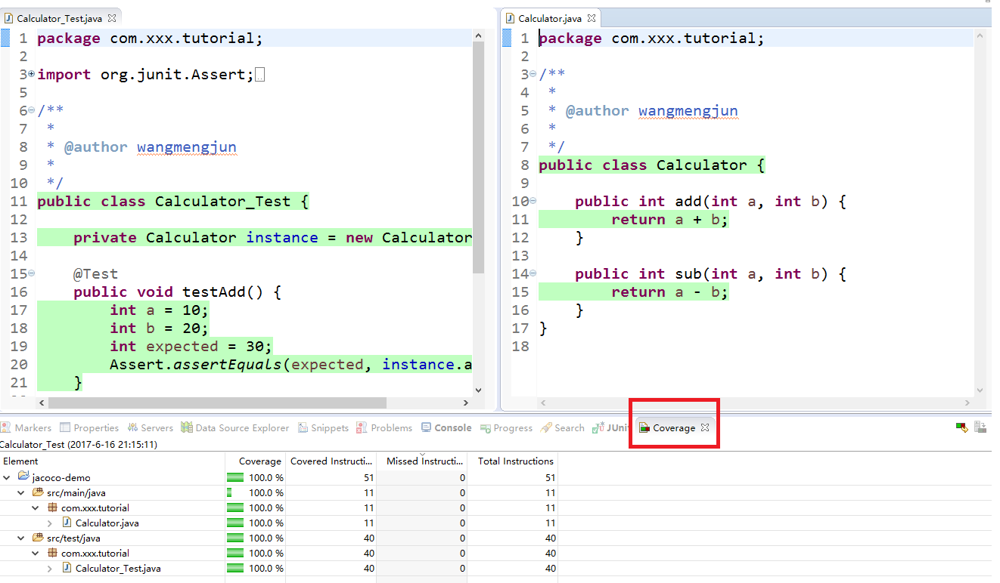 Calculator_Test.java
1 package com.xxx.tutorial;
2
3 import org.junit.Assert;
5
6 /**
7 *
8 * @author wangmengjun
9 *
10 */
11 public class Calculator_Test {
12
13 private Calculator instance = new Calculator
14
15 @Test
16 public void testAdd() {
17 int a = 10;
18 int b = 20;
19 int expected = 30;
20 Assert.assertEquals(expected, instance.a
21 }
Calculator.java
1 package com.xxx.tutorial;
2
3 /**
4 *
5 * @author wangmengjun
6 *
7 */
8 public class Calculator {
9
10 public int add(int a, int b) {
11 return a + b;
12 }
13
14 public int sub(int a, int b) {
15 return a - b;
16 }
17 }
18
Markers Properties Servers Data Source Explorer Snippets Problems Console Progress Search JUni Coverage
Calculator_Test (2017-6-16 21:15:11)
Element Coverage Covered Instructi... Missed Instructi... Total Instructions
jacoco-demo 100.0 % 51 0 51
src/main/java 100.0 % 11 0 11
com.xxx.tutorial 100.0 % 11 0 11
Calculator.java 100.0 % 11 0 11
src/test/java 100.0 % 40 0 40
com.xxx.tutorial 100.0 % 40 0 40
Calculator_Test.java 100.0 % 40 0 40